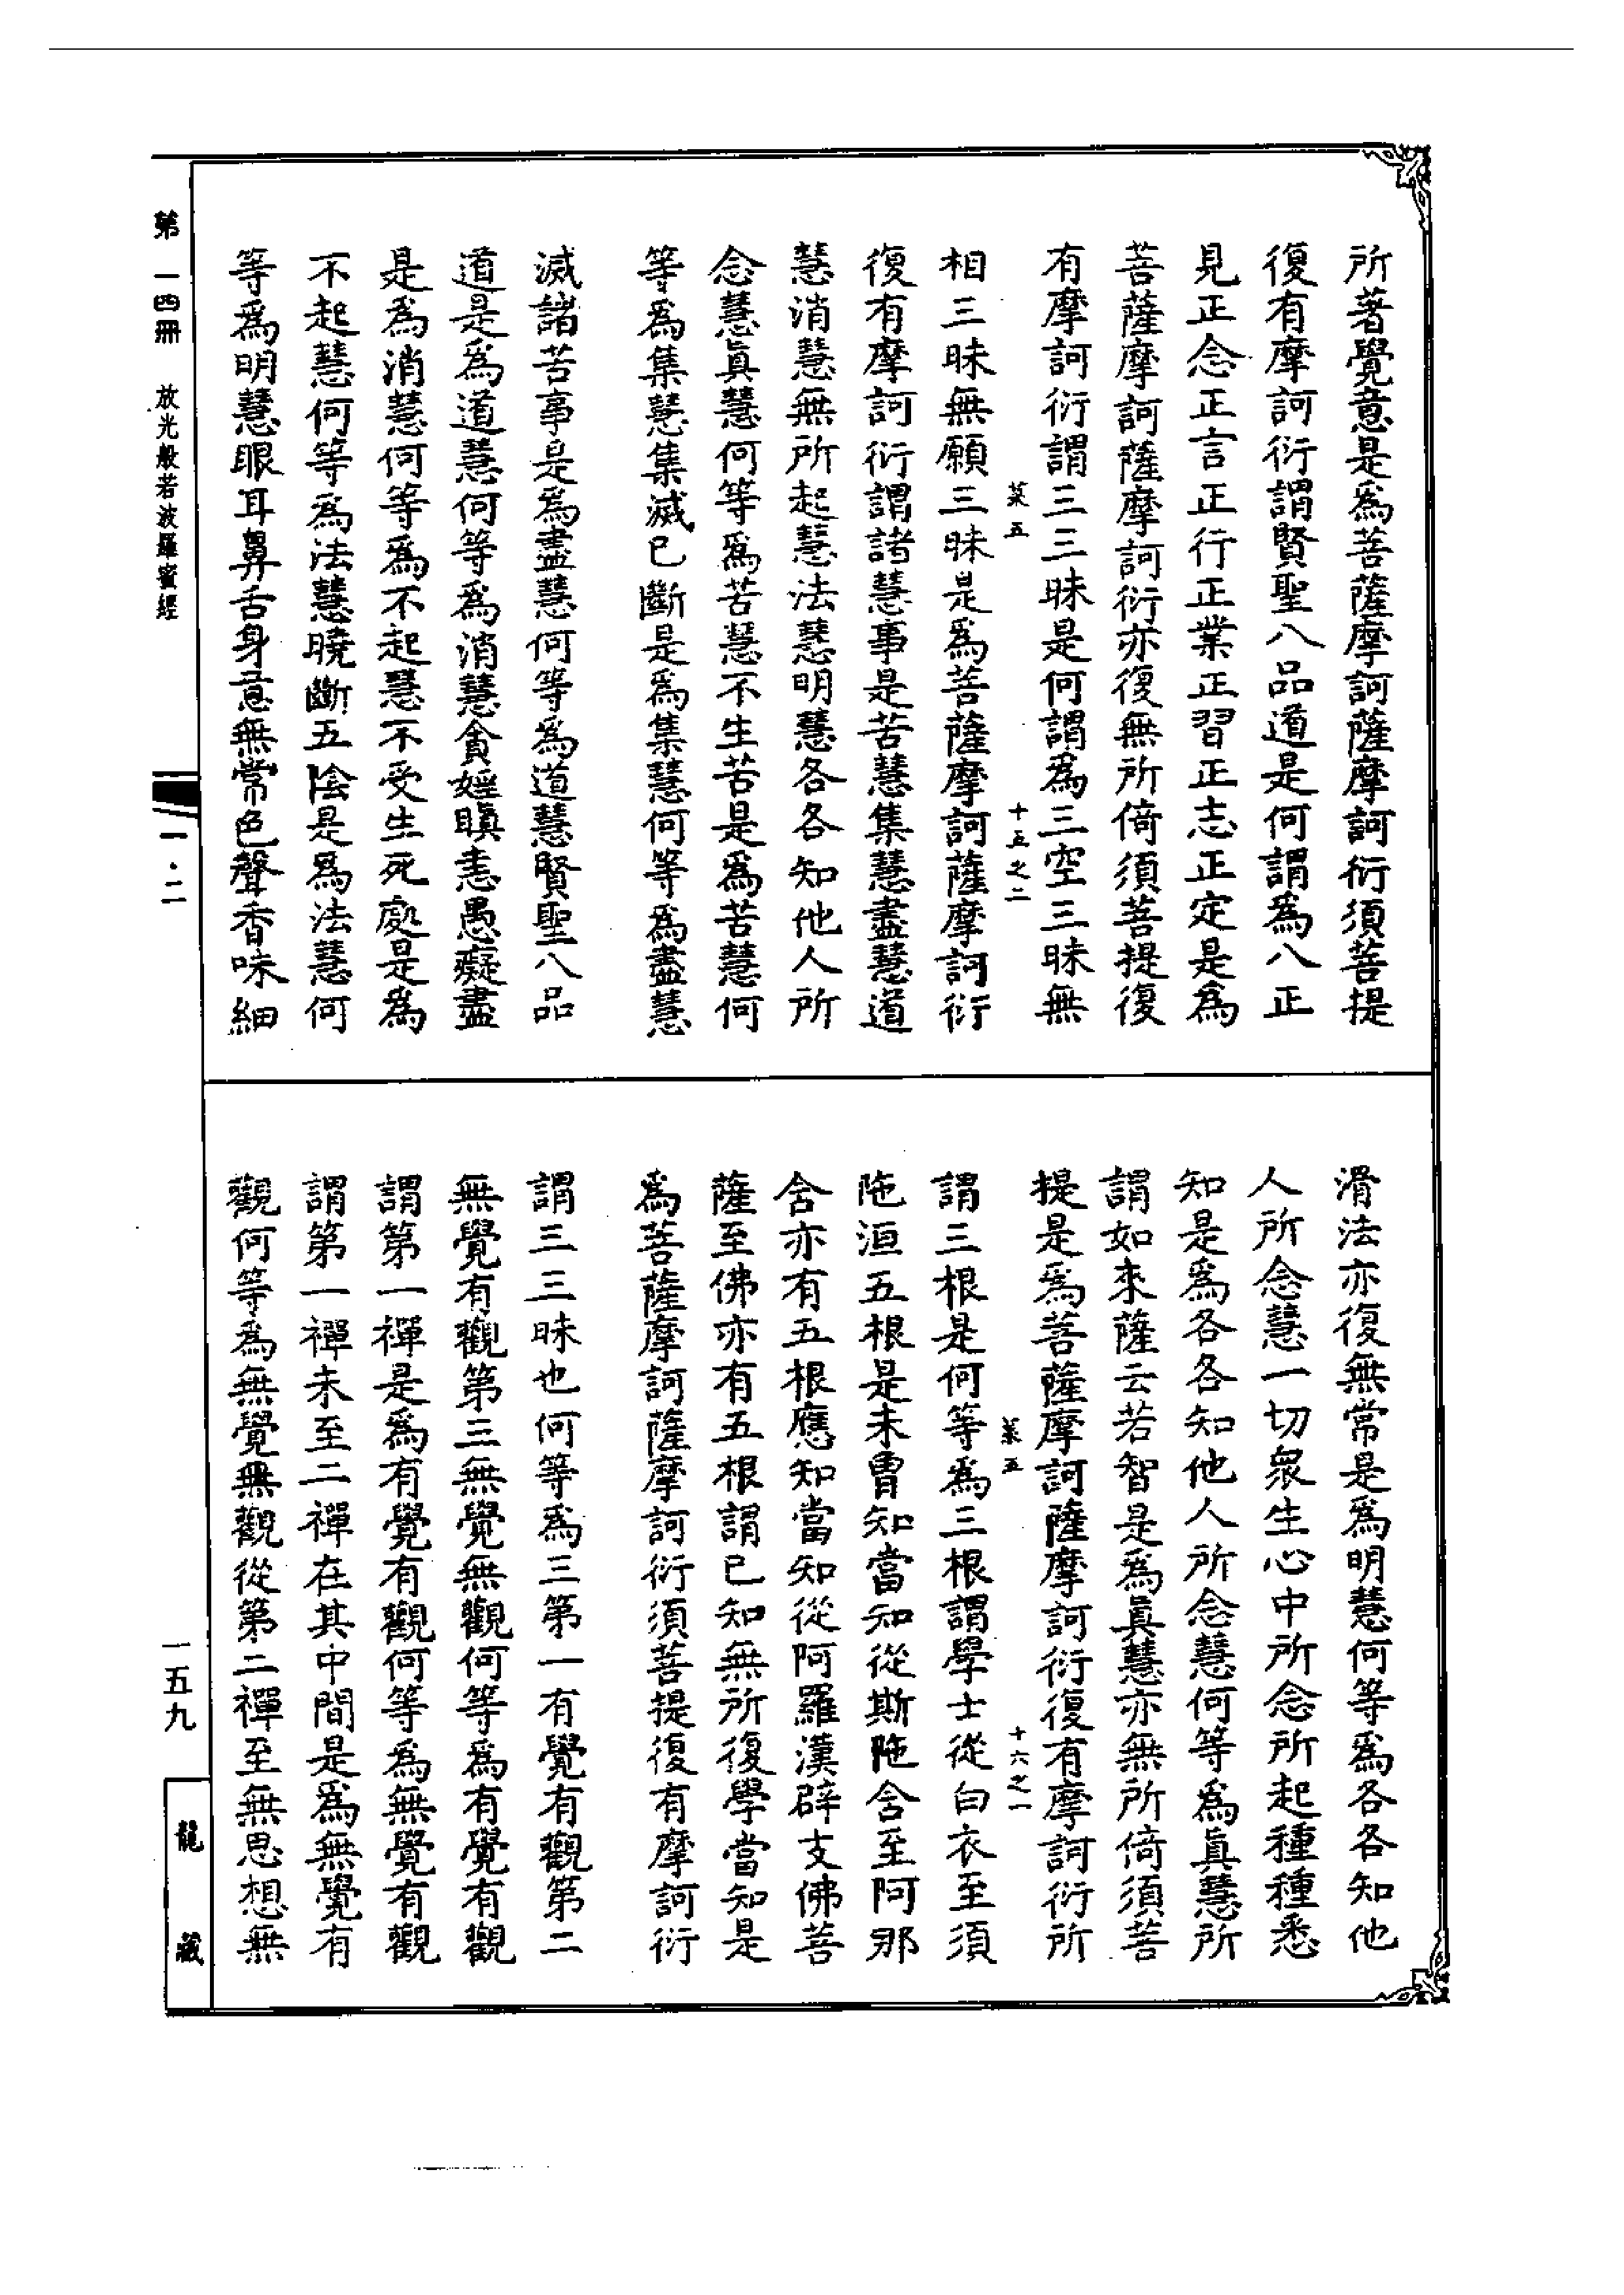 所著覺意是爲菩薩摩訶薩摩訶衍須菩提
復有摩訶衍謂賢聖八品道是何謂爲八正
見正念正言正行正業正習正志正定是爲
菩薩摩訶薩摩訶衍亦復無所倚須菩提復
有摩訶衍謂三三昧是何謂爲三空三昧無
菜五 十五之二
相三昧無願三昧是爲菩薩摩訶薩摩訶衍
復有摩訶衍謂諸慧事是苦慧集慧盡慧道
慧消慧無所起慧法慧明慧各各知他人所
念慧眞慧何等爲苦慧不生苦是爲苦慧何
等爲集慧集滅已斷是爲集慧何等爲盡慧
滅諸苦事是爲盡慧何等爲道慧賢聖八品
道是爲道慧何等爲消慧貪婬瞋恚愚癡盡
是爲消慧何等爲不起慧不受生死處是爲
不起慧何等爲法慧曉斷五陰是爲法慧何
等爲明慧眼耳鼻舌身意無常色聲香味細
滑法亦復無常是爲明慧何等爲各各知他
人所念慧一切衆生心中所念所起種種悉
知是爲各各知他人所念慧何等爲眞慧所
謂如來薩云若智是爲眞慧亦無所倚須菩
提是爲菩薩摩訶薩摩訶衍復有摩訶衍所
菜五 十六之一
謂三根是何等爲三根謂學士從白衣至須
陁洹五根是未曾知當知從斯陁含至阿那
含亦有五根應知當知從阿羅漢辟支佛菩
薩至佛亦有五根謂已知無所復學當知是
爲菩薩摩訶薩摩訶衍須菩提復有摩訶衍
謂三三昧也何等爲三第一有覺有觀第二
無覺有觀第三無覺無觀何等爲有覺有觀
謂第一禪是爲有覺有觀何等爲無覺有觀
謂第一禪未至二禪在其中間是爲無覺有
觀何等爲無覺無觀從第二禪至無思想無
第一四冊 放光般若波羅蜜經
一·二
一五九
龍藏